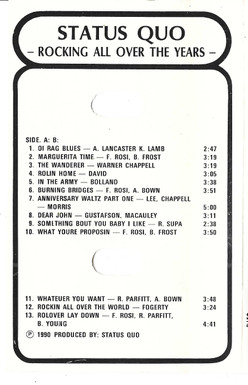 STATUS QUO
– ROCKING ALL OVER THE YEARS –
SIDE. A: B:
1. DI RAG BLUES — A. LANCASTER K. LAMB 2:47
2. MARGUERITA TIME — F. ROSI, B. FROST 3:19
3. THE WANDERER — WARNER CHAPPELL 3:19
4. ROLIN HOME — DAVID 3:05
5. IN THE ARMY — BOLLAND 3:38
6. BURNING BRIDGES — F. ROSI, A. DOWN 3:51
7. ANNIVERSARY WALTZ PART ONE — LEE, CHAPPELL
— MORRIS 5:00
8. DEAR JOHN — GUSTAFSON, MACAULEY 3:11
9. SOMETHING BOUT YOU BABY I LIKE — R. SUPA 2:38
10. WHAT YOURE PROPOSIN — F. ROSI, B. FROST 3:50
11. WHATEUER YOU WANT — R. PARFITT, A. BOWN 3:48
12. ROCKIN ALL OVER THE WORLD — FOGERTY 3:24
13. ROLOVER LAY DOWN — F. ROSI, R. PARFITT,
B. YOUNG 4:41
Ⓟ 1990 PRODUCED BY: STATUS QUO